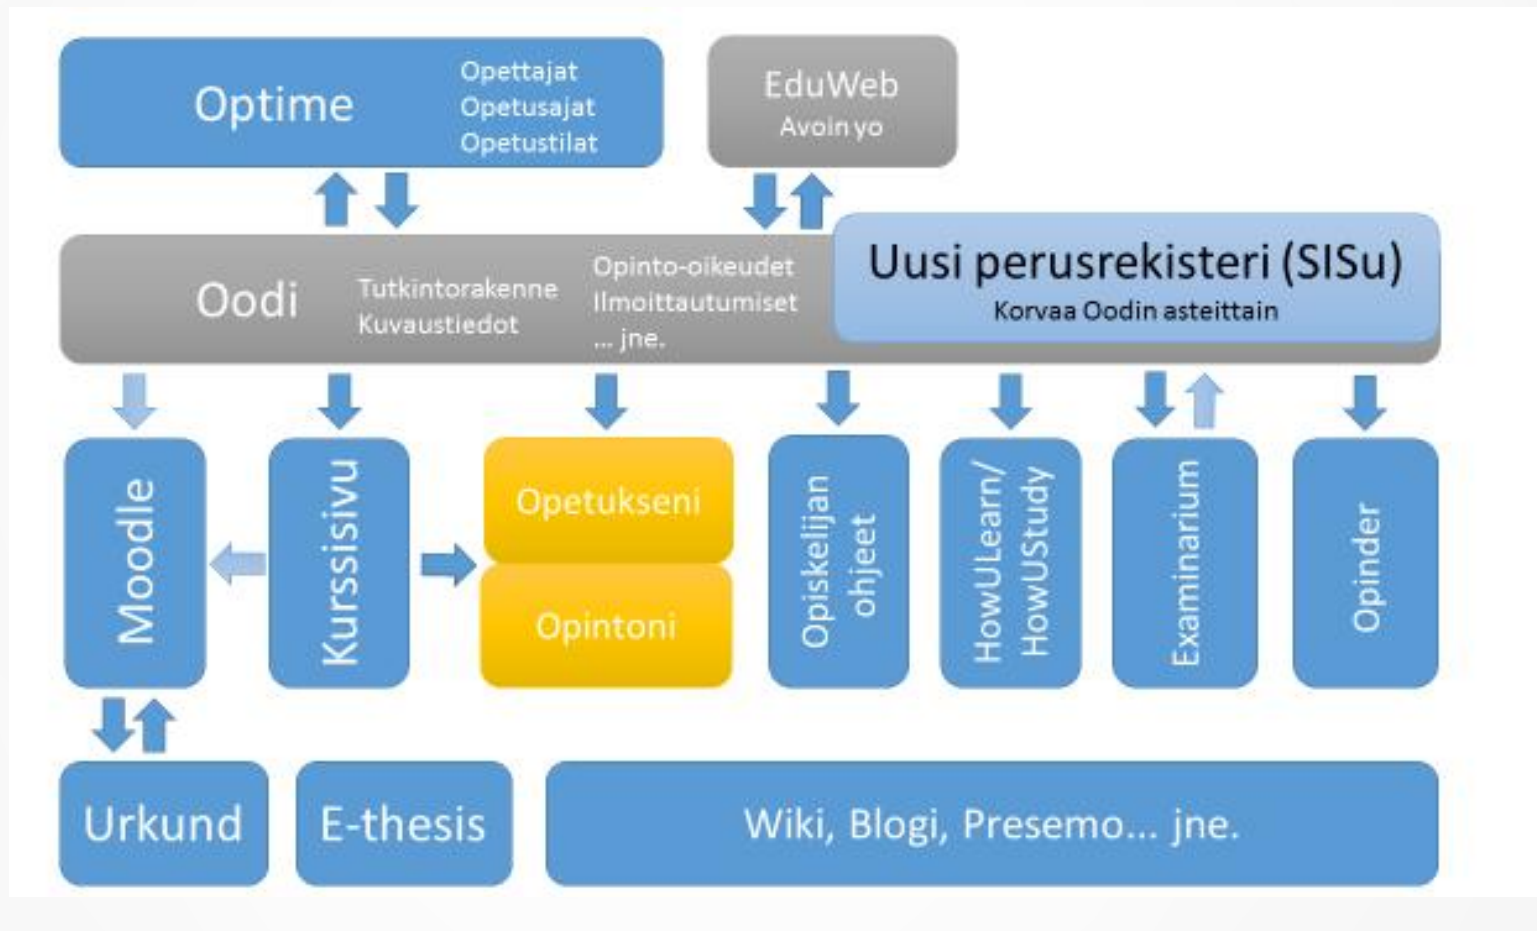 Optime
Opettajat
Opetusajat
Opetustilat
EduWeb
Avoin yo
Oodi
Tutkintorakenne
Kuvaustiedot
Opinto-oikeudet
Ilmoittautumiset
... jne.
Uusi perusrekisteri (SISu)
Korvaa Oodin asteittain
Moodle
Kurssisivu
Opetukseni
Opintoni
Opiskelijan
ohjeet
HowULearn/
HowUStudy
Examinarium
Opinder
Urkund
E-thesis
Wiki, Blogi, Presemo... jne.